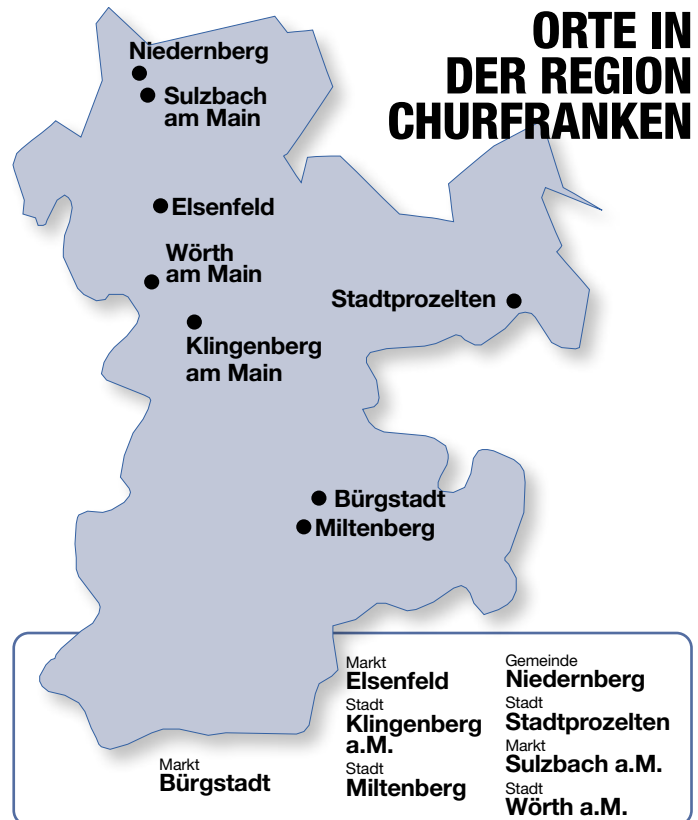 ORTE IN
DER REGION
CHURFRANKEN
Niedernberg
Sulzbach
am Main
Elsenfeld
Wörth
am Main
Stadtprozelten
Klingenberg
am Main
Bürgstadt
Miltenberg
Markt
Bürgstadt
Markt
Elsenfeld
Stadt
Klingenberg
a.M.
Stadt
Miltenberg
Gemeinde
Niedernberg
Stadt
Stadtprozelten
Markt
Sulzbach a.M.
Stadt
Wörth a.M.